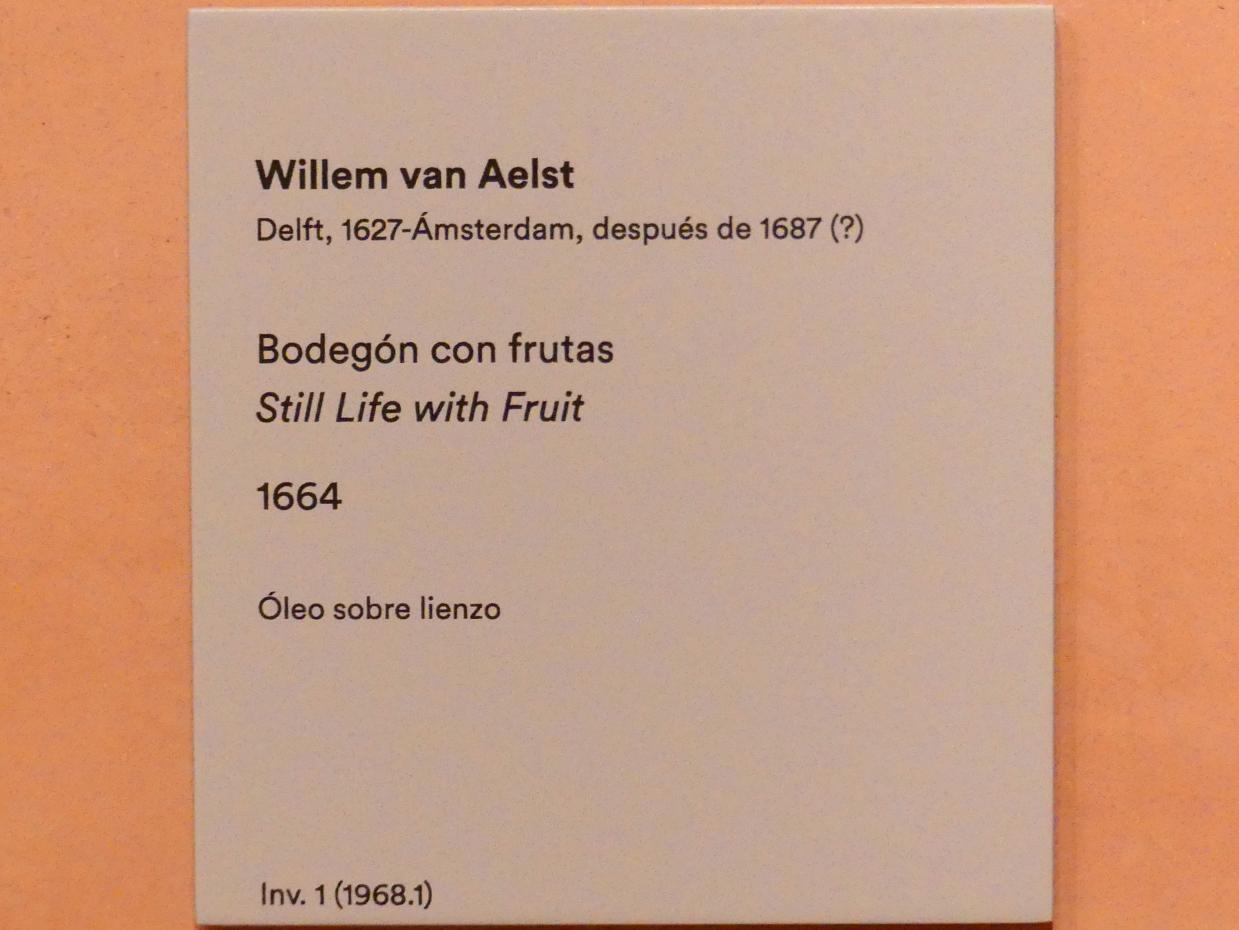 Willem van Aelst
Delft, 1627-Ámsterdam, después de 1687 (?)
Bodegón con frutas
Still Life with Fruit
1664
Óleo sobre lienzo
Inv. 1 (1968.1)